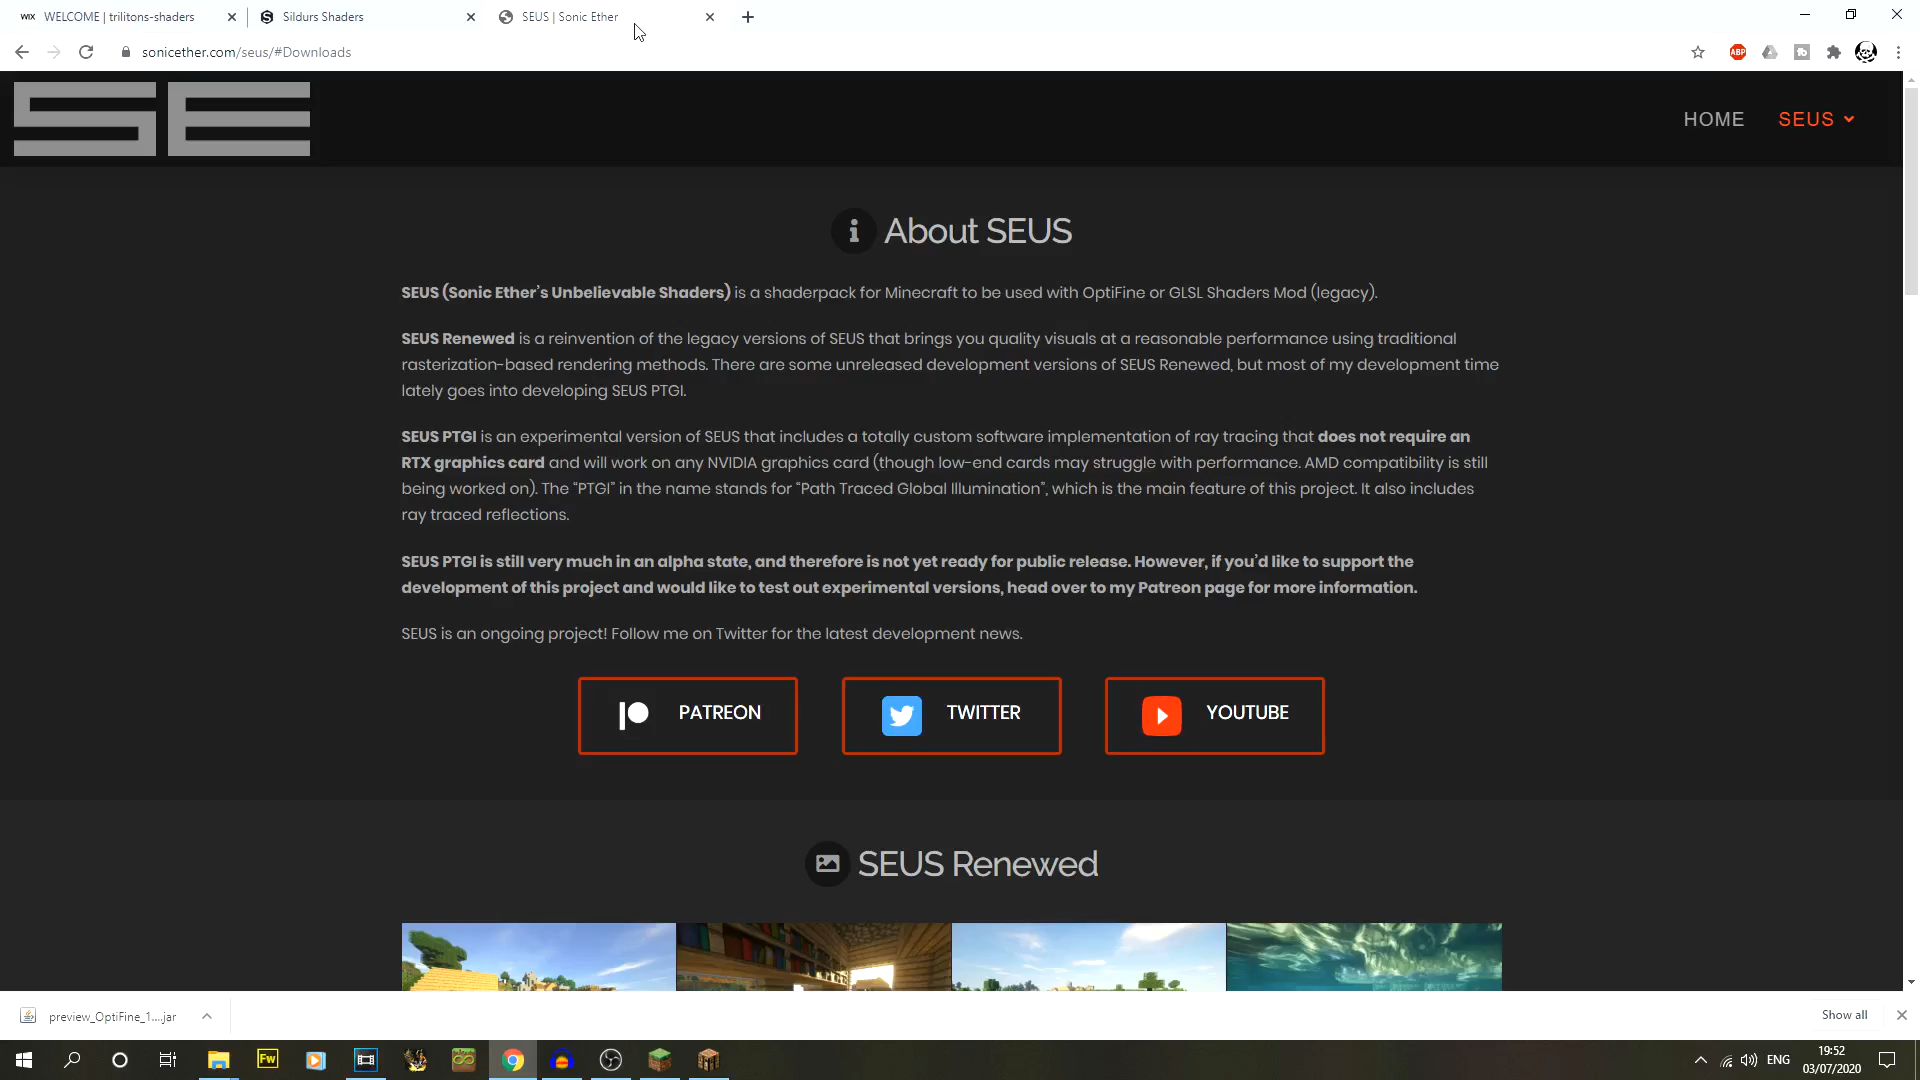 WIX WELCOME | trilitons-shaders
Sildurs Shaders
SEUS | Sonic Ether
sonicether.com/seus/#Downloads
ABP
SE
HOME
SEUS
About SEUS
SEUS (Sonic Ether's Unbelievable Shaders) is a shaderpack for Minecraft to be used with OptiFine or GLSL Shaders Mod (legacy).
SEUS Renewed is a reinvention of the legacy versions of SEUS that brings you quality visuals at a reasonable performance using traditional
rasterization-based rendering methods. There are some unreleased development versions of SEUS Renewed, but most of my development time
lately goes into developing SEUS PTGI.
SEUS PTGI is an experimental version of SEUS that includes a totally custom software implementation of ray tracing that does not require an
RTX graphics card and will work on any NVIDIA graphics card (though low-end cards may struggle with performance. AMD compatibility is still
being worked on). The “PTGI” in the name stands for “Path Traced Global Illumination”, which is the main feature of this project. It also includes
ray traced reflections.
SEUS PTGI is still very much in an alpha state, and therefore is not yet ready for public release. However, if you'd like to support the
development of this project and would like to test out experimental versions, head over to my Patreon page for more information.
SEUS is an ongoing project! Follow me on Twitter for the latest development news.
PATREON
TWITTER
YOUTUBE
SEUS Renewed
preview_OptiFine_1....jar
Show all
Fw
ENG
19:52
03/07/2020